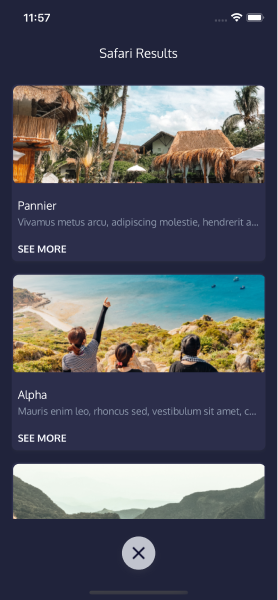 11:57
Safari Results
Pannier
Vivamus metus arcu, adipiscing molestie, hendrerit a...
SEE MORE
Alpha
Mauris enim leo, rhoncus sed, vestibulum sit amet, c...
SEE MORE